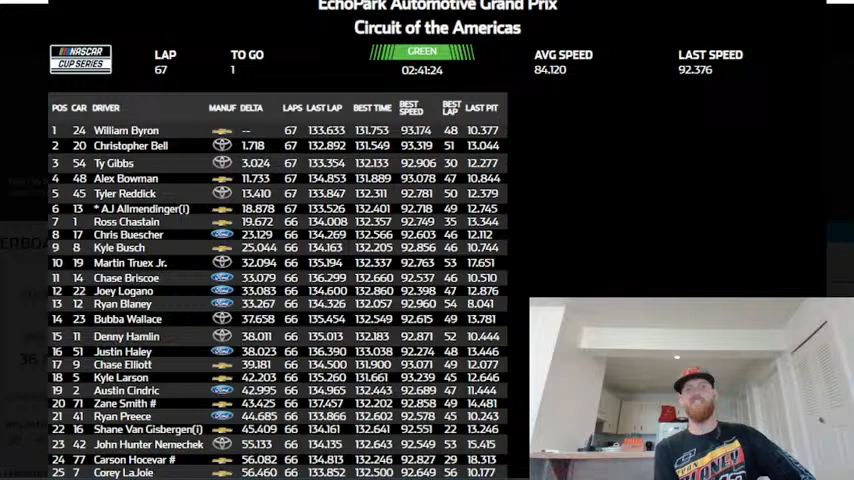 EchoPark Automotive Grand Prix
Circuit of the Americas
NASCAR CUP SERIES LAP TO GO GREEN AVG SPEED LAST SPEED
67 1 02:41:24 84.120 92.376
POS CAR DRIVER MANUF DELTA LAPS LAST LAP BEST TIME BEST SPEED BEST LAP LAST PIT
1 24 William Byron -- 67 133.633 131.753 93.174 48 10.377
2 20 Christopher Bell 1.718 67 132.892 131.549 93.319 51 13.044
3 54 Ty Gibbs 3.024 67 133.354 132.133 92.906 30 12.277
4 48 Alex Bowman 11.733 67 134.853 131.889 93.078 47 10.844
5 45 Tyler Reddick 13.410 67 133.847 132.311 92.781 50 12.379
6 13 * AJ Allmendinger(i) 18.878 67 133.526 132.401 92.718 49 12.745
7 1 Ross Chastain 19.672 66 134.008 132.357 92.749 35 13.344
8 17 Chris Buescher 23.129 66 134.269 132.566 92.603 46 12.112
9 8 Kyle Busch 25.044 66 134.163 132.205 92.856 46 10.744
10 19 Martin Truex Jr. 32.094 66 135.194 132.337 92.763 53 17.651
11 14 Chase Briscoe 33.079 66 136.299 132.660 92.537 46 10.510
12 22 Joey Logano 33.083 66 134.600 132.860 92.398 47 12.876
13 12 Ryan Blaney 33.267 66 134.326 132.057 92.960 54 8.041
14 23 Bubba Wallace 37.658 66 135.454 132.549 92.615 49 13.781
15 11 Denny Hamlin 38.011 66 135.013 132.183 92.871 52 10.444
16 51 Justin Haley 38.023 66 136.390 133.038 92.274 48 13.446
17 9 Chase Elliott 39.181 66 134.500 131.900 93.071 49 12.077
18 5 Kyle Larson 42.203 66 135.260 131.661 93.239 45 12.646
19 2 Austin Cindric 42.995 66 134.965 132.443 92.689 47 11.444
20 71 Zane Smith # 43.425 66 137.457 132.202 92.858 49 14.481
21 41 Ryan Preece 44.685 66 133.866 132.602 92.578 45 10.243
22 16 Shane Van Gisbergen(i) 45.409 66 134.161 132.641 92.551 22 13.246
23 42 John Hunter Nemechek 55.133 66 134.135 132.643 92.549 53 15.415
24 77 Carson Hocevar # 56.082 66 134.813 132.246 92.827 29 18.313
25 7 Corey LaJoie 56.460 66 133.852 132.500 92.649 56 10.177